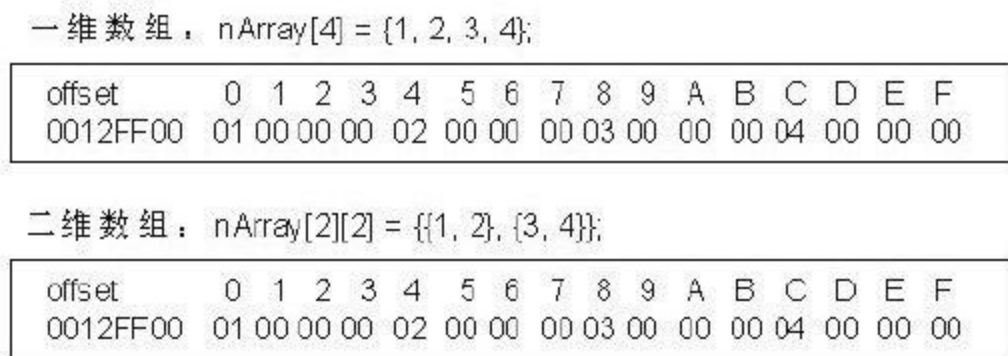 一维数组：nArray[4] = {1, 2, 3, 4};
offset 0 1 2 3 4 5 6 7 8 9 A B C D E F
0012FF00 01 00 00 00 02 00 00 00 03 00 00 00 04 00 00 00
二维数组：nArray[2][2] = {{1, 2}, {3, 4}};
offset 0 1 2 3 4 5 6 7 8 9 A B C D E F
0012FF00 01 00 00 00 02 00 00 00 03 00 00 00 04 00 00 00